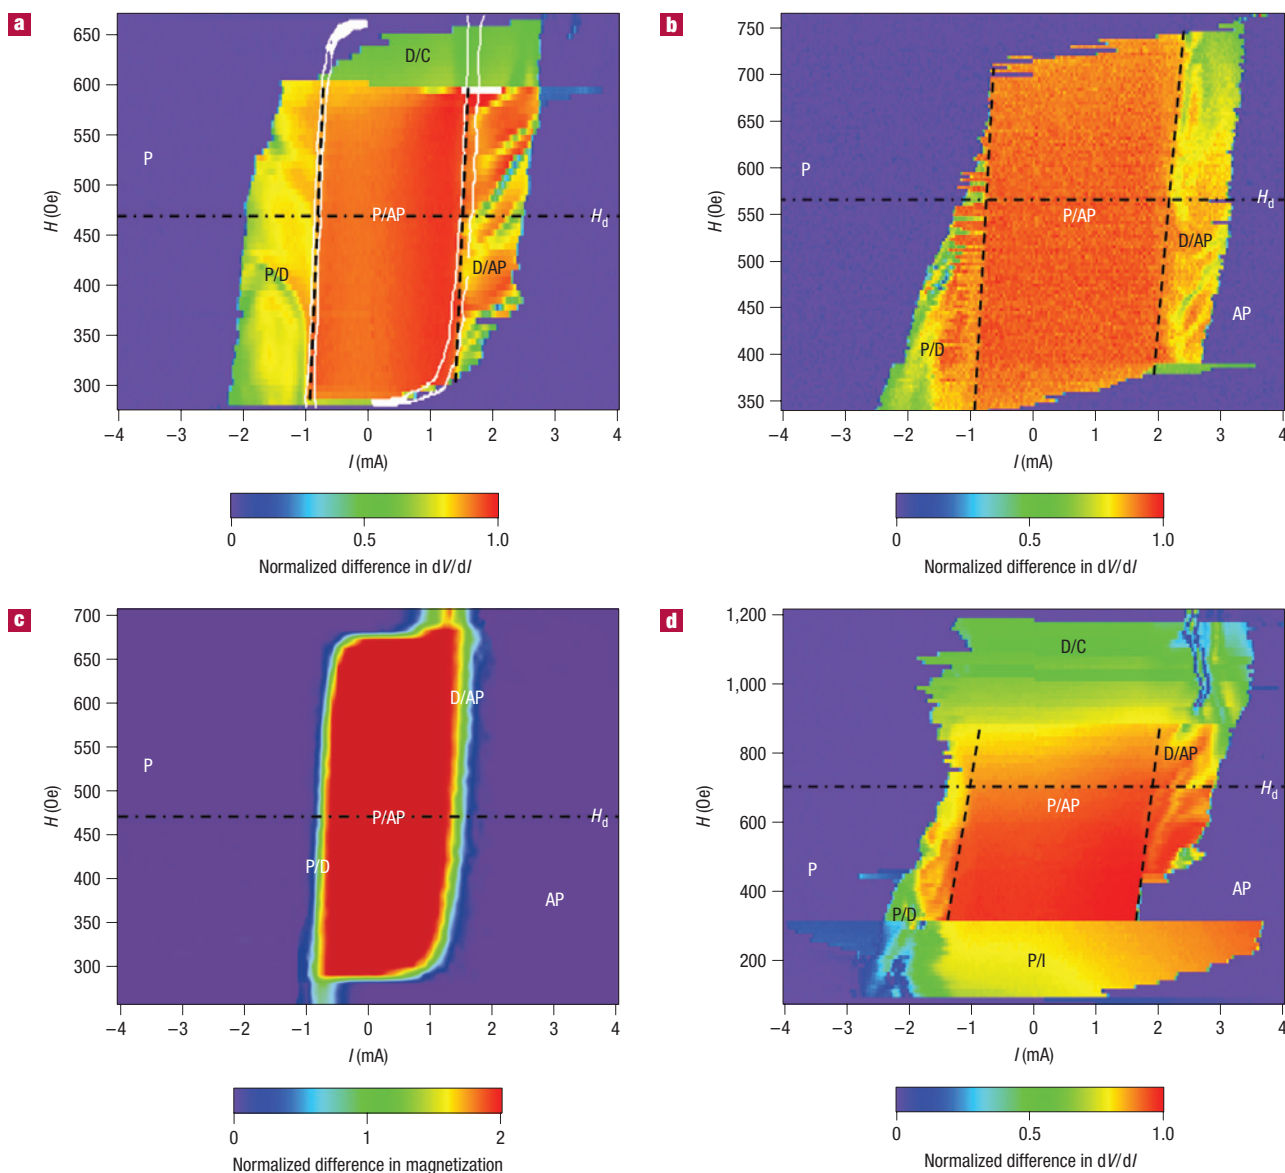 a
650
600
550
500
450
400
350
300
H (Oe)
D/C
P
P/AP
H_d
P/D
D/AP
−4 −3 −2 −1 0 1 2 3 4
I (mA)
0 0.5 1.0
Normalized difference in dV/dI
b
750
700
650
600
550
500
450
400
350
H (Oe)
P
P/AP
H_d
D/AP
AP
P/D
−4 −3 −2 −1 0 1 2 3 4
I (mA)
0 0.5 1.0
Normalized difference in dV/dI
c
700
650
600
550
500
450
400
350
300
H (Oe)
D/AP
P
P/AP
H_d
P/D
AP
−4 −3 −2 −1 0 1 2 3 4
I (mA)
0 1 2
Normalized difference in magnetization
d
1,200
1,000
800
600
400
200
H (Oe)
D/C
D/AP
H_d
P/AP
P
AP
P/D
P/I
−4 −3 −2 −1 0 1 2 3 4
I (mA)
0 0.5 1.0
Normalized difference in dV/dI